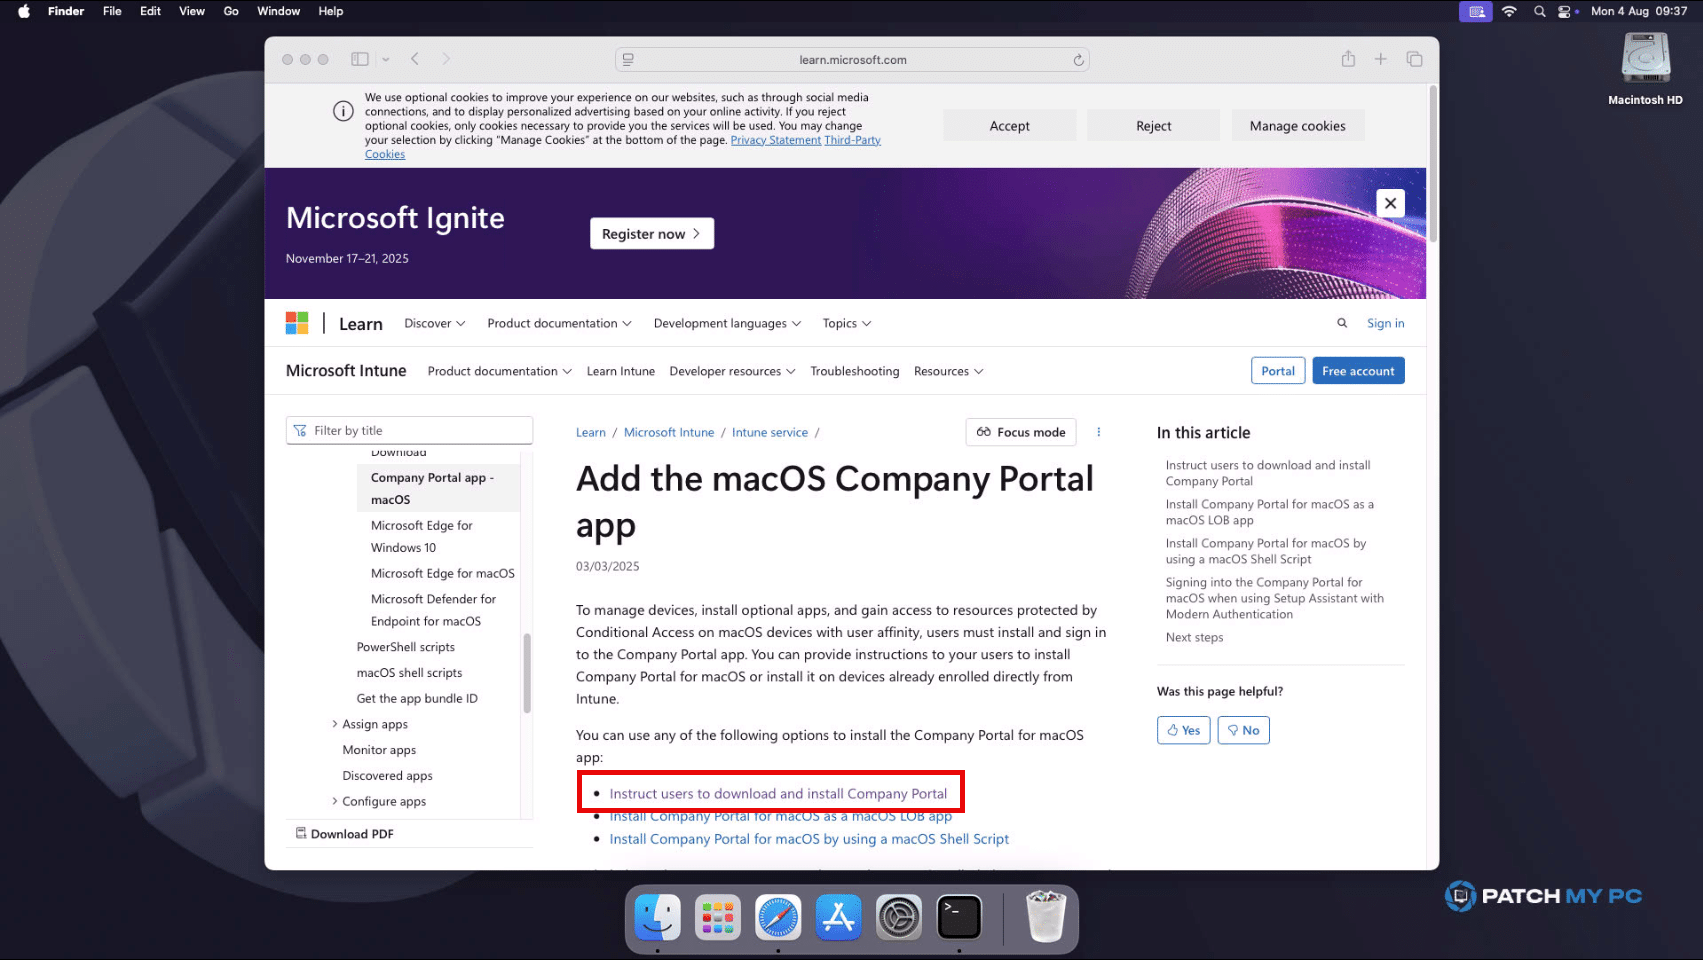 Finder File Edit View Go Window Help
Mon 4 Aug 09:37
Macintosh HD
learn.microsoft.com
We use optional cookies to improve your experience on our websites, such as through social media
connections, and to display personalized advertising based on your online activity. If you reject
optional cookies, only cookies necessary to provide you the services will be used. You may change
your selection by clicking "Manage Cookies" at the bottom of the page. Privacy Statement Third-Party
Cookies
Accept
Reject
Manage cookies
Microsoft Ignite
November 17–21, 2025
Register now
Learn Discover Product documentation Development languages Topics
Sign in
Microsoft Intune Product documentation Learn Intune Developer resources Troubleshooting Resources
Portal
Free account
Filter by title
Download
Company Portal app -
macOS
Microsoft Edge for
Windows 10
Microsoft Edge for macOS
Microsoft Defender for
Endpoint for macOS
PowerShell scripts
macOS shell scripts
Get the app bundle ID
Assign apps
Monitor apps
Discovered apps
Configure apps
Download PDF
Learn / Microsoft Intune / Intune service /
Focus mode
Add the macOS Company Portal
app
03/03/2025
To manage devices, install optional apps, and gain access to resources protected by
Conditional Access on macOS devices with user affinity, users must install and sign in
to the Company Portal app. You can provide instructions to your users to install
Company Portal for macOS or install it on devices already enrolled directly from
Intune.
You can use any of the following options to install the Company Portal for macOS
app:
• Instruct users to download and install Company Portal
• Install Company Portal for macOS as a macOS LOB app
• Install Company Portal for macOS by using a macOS Shell Script
In this article
Instruct users to download and install
Company Portal
Install Company Portal for macOS as a
macOS LOB app
Install Company Portal for macOS by
using a macOS Shell Script
Signing into the Company Portal for
macOS when using Setup Assistant with
Modern Authentication
Next steps
Was this page helpful?
Yes
No
PATCH MY PC